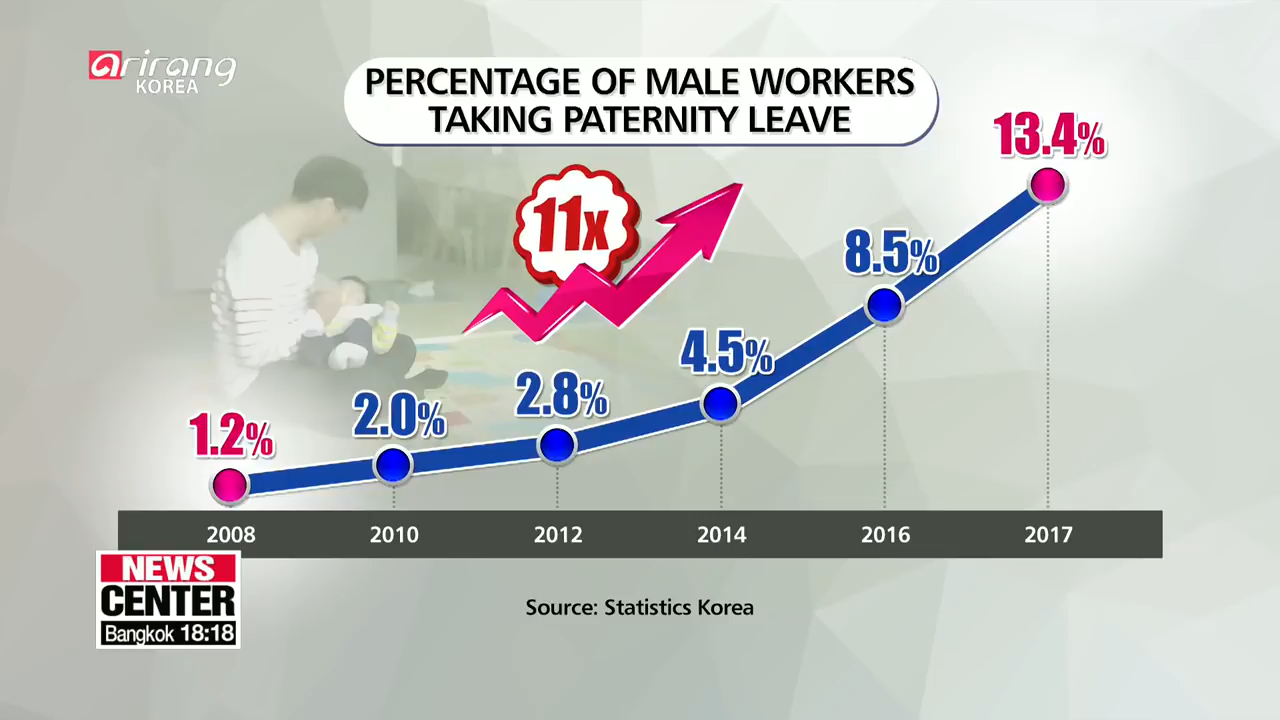 arirang
KOREA
PERCENTAGE OF MALE WORKERS
TAKING PATERNITY LEAVE
11x
13.4%
8.5%
4.5%
2.8%
2.0%
1.2%
2008 2010 2012 2014 2016 2017
NEWS
CENTER
Bangkok 18:18
Source: Statistics Korea